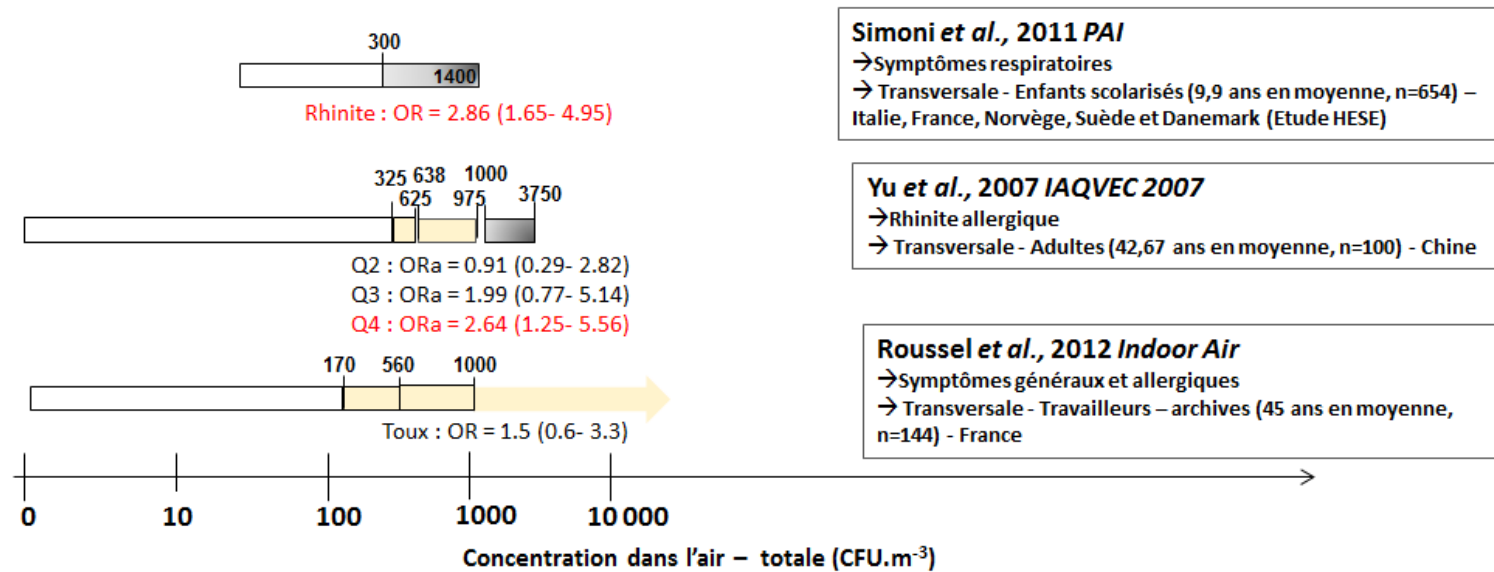 300
1400
Rhinite : OR = 2.86 (1.65- 4.95)
Simoni et al., 2011 PAI
→Symptômes respiratoires
→ Transversale - Enfants scolarisés (9,9 ans en moyenne, n=654) –
Italie, France, Norvège, Suède et Danemark (Etude HESE)
325 638 1000
625 975 3750
Q2 : ORa = 0.91 (0.29- 2.82)
Q3 : ORa = 1.99 (0.77- 5.14)
Q4 : ORa = 2.64 (1.25- 5.56)
Yu et al., 2007 IAQVEC 2007
→Rhinite allergique
→ Transversale - Adultes (42,67 ans en moyenne, n=100) - Chine
170 560 1000
Toux : OR = 1.5 (0.6- 3.3)
Roussel et al., 2012 Indoor Air
→Symptômes généraux et allergiques
→ Transversale - Travailleurs – archives (45 ans en moyenne,
n=144) - France
0 10 100 1000 10 000
Concentration dans l'air – totale (CFU.m⁻³)